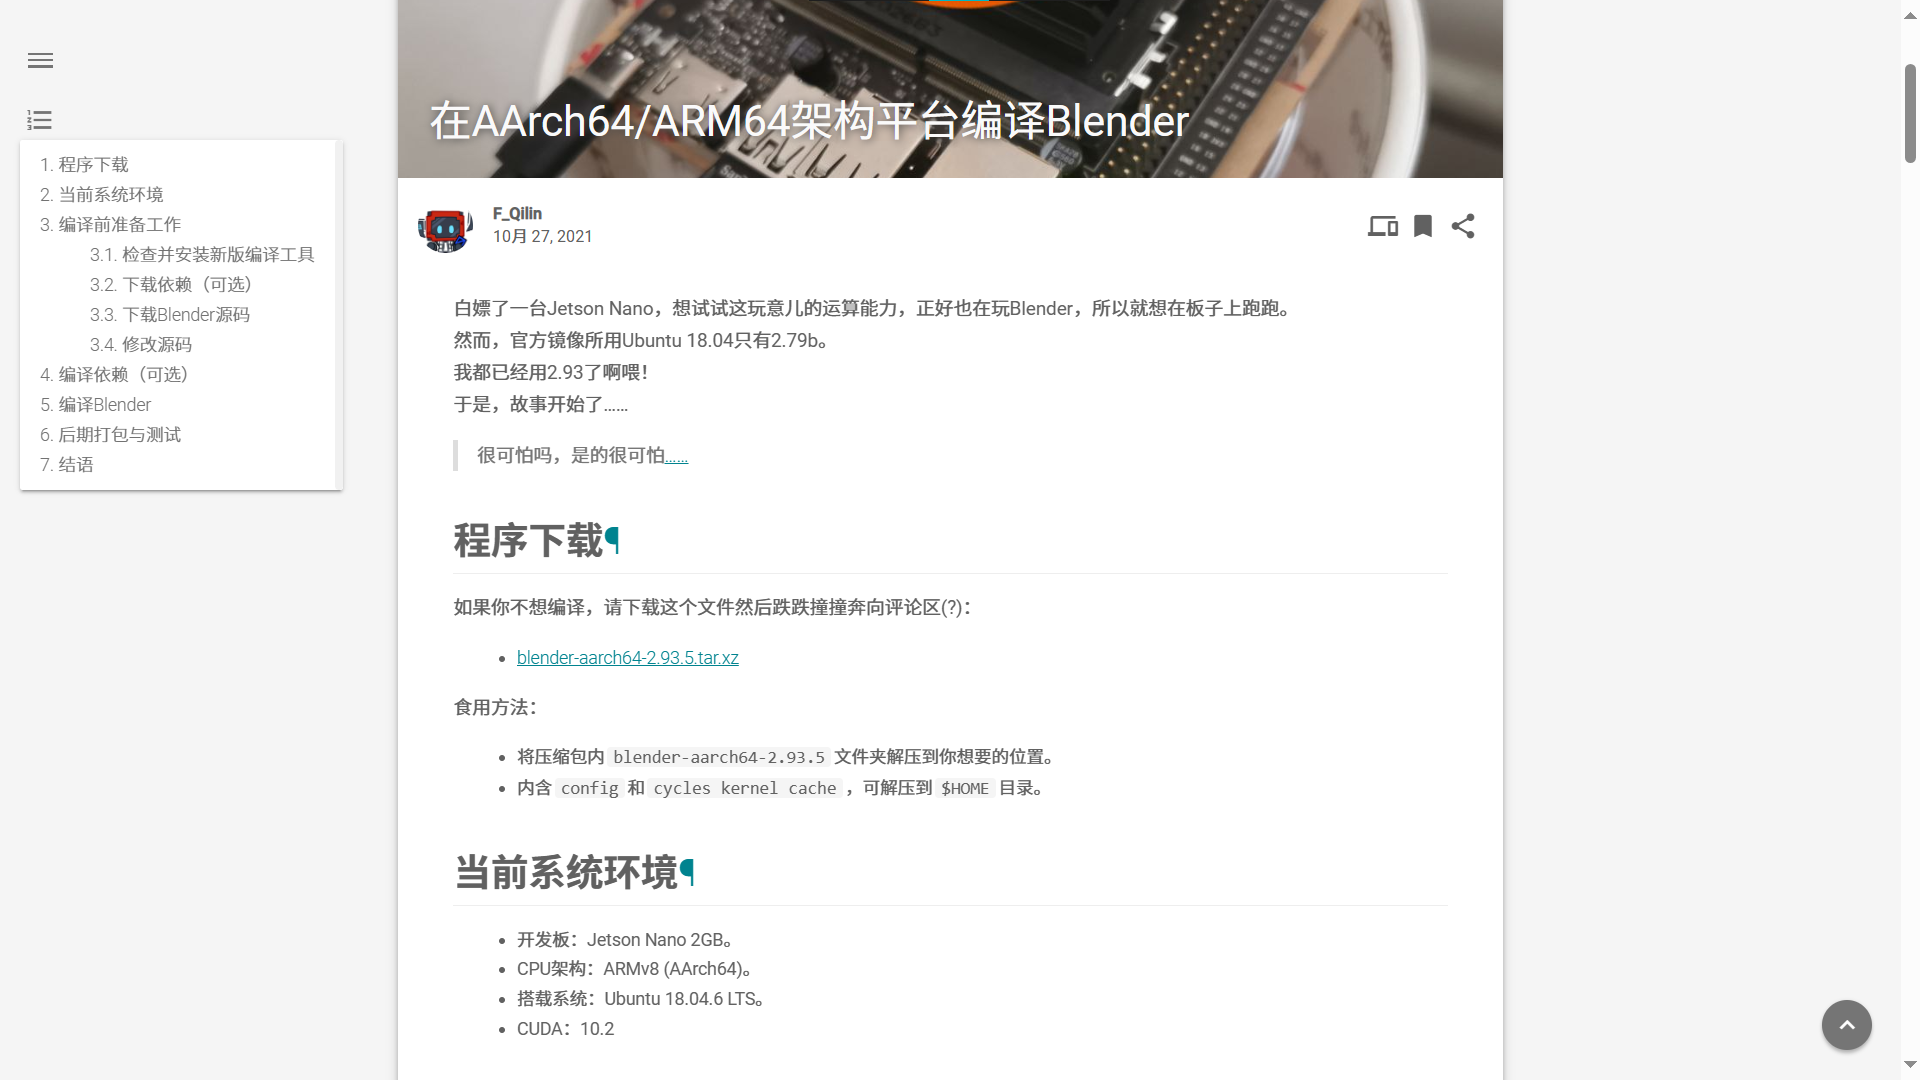 在AArch64/ARM64架构平台编译Blender
1. 程序下载
2. 当前系统环境
3. 编译前准备工作
3.1. 检查并安装新版编译工具
3.2. 下载依赖（可选）
3.3. 下载Blender源码
3.4. 修改源码
4. 编译依赖（可选）
5. 编译Blender
6. 后期打包与测试
7. 结语
F_Qilin
10月 27, 2021
白嫖了一台Jetson Nano，想试试这玩意儿的运算能力，正好也在玩Blender，所以就想在板子上跑跑。
然而，官方镜像所用Ubuntu 18.04只有2.79b。
我都已经用2.93了啊喂！
于是，故事开始了……
很可怕吗，是的很可怕……
程序下载¶
如果你不想编译，请下载这个文件然后跌跌撞撞奔向评论区(?)：
blender-aarch64-2.93.5.tar.xz
食用方法：
将压缩包内 blender-aarch64-2.93.5 文件夹解压到你想要的位置。
内含 config 和 cycles kernel cache ，可解压到 $HOME 目录。
当前系统环境¶
开发板：Jetson Nano 2GB。
CPU架构：ARMv8 (AArch64)。
搭载系统：Ubuntu 18.04.6 LTS。
CUDA：10.2